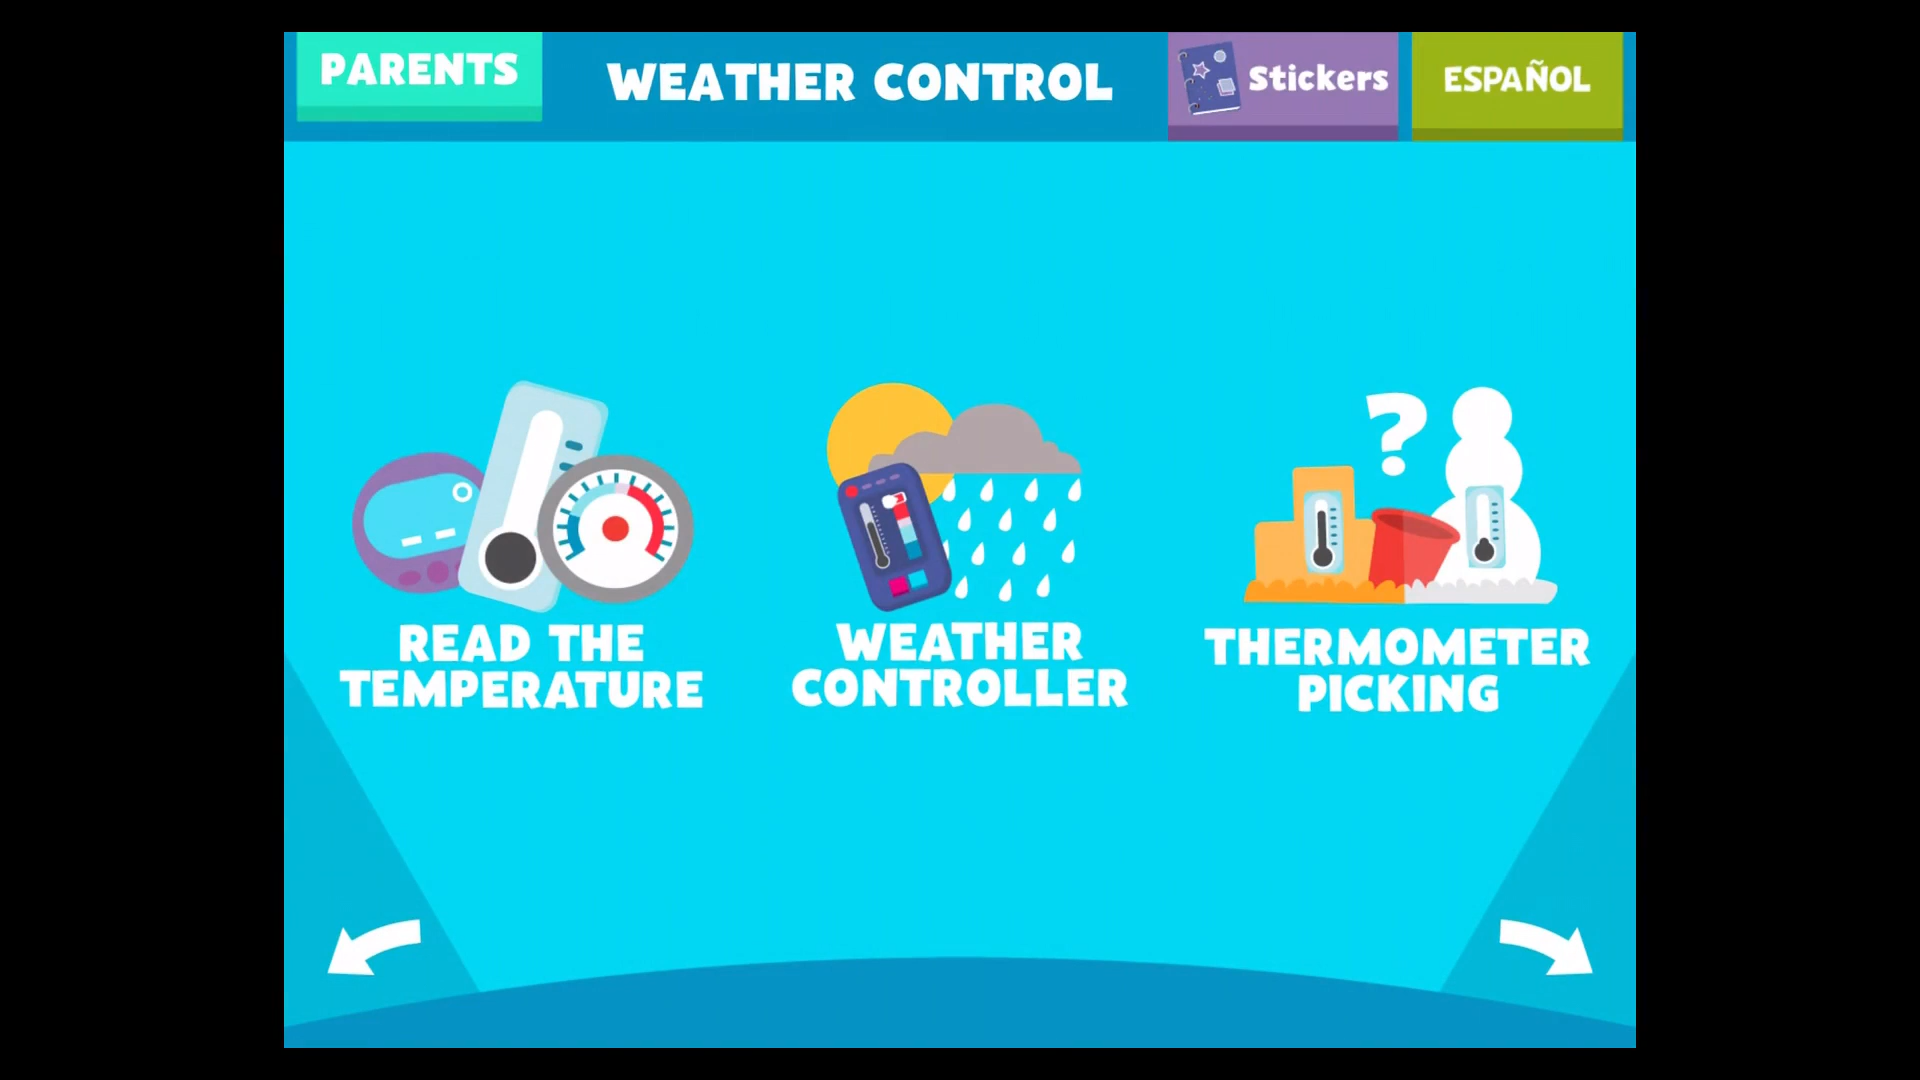 PARENTS
WEATHER CONTROL
Stickers
ESPAÑOL
READ THE
TEMPERATURE
WEATHER
CONTROLLER
?
THERMOMETER
PICKING